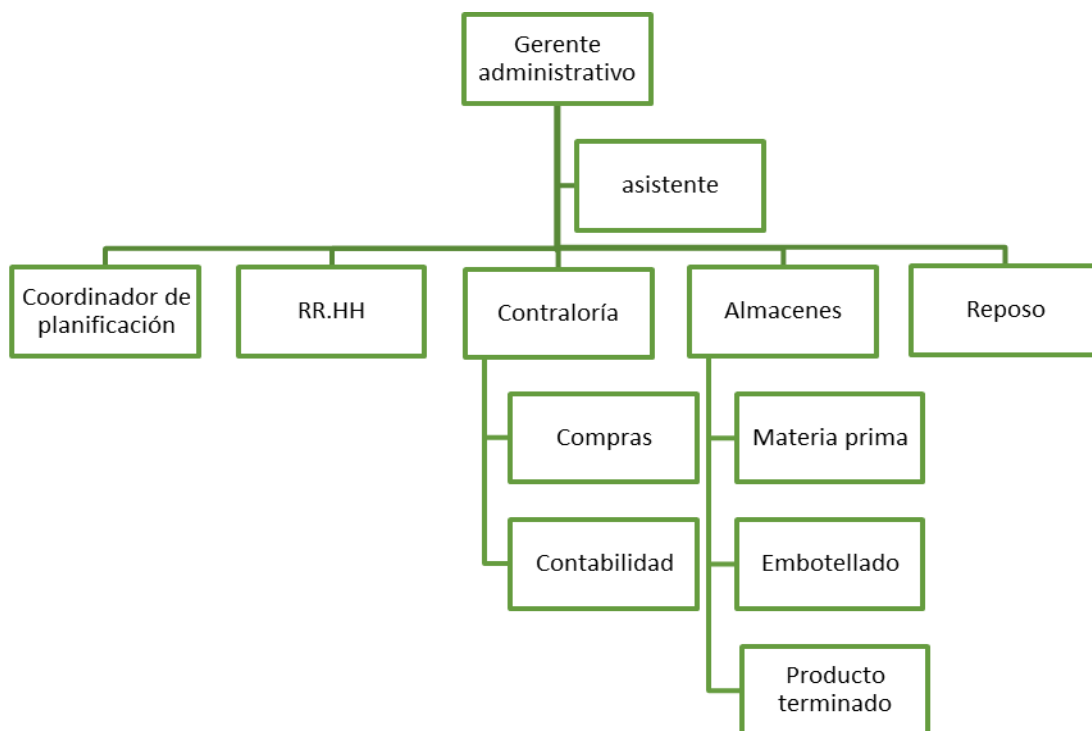 Gerente
administrativo
asistente
Coordinador de
planificación
RR.HH
Contraloría
Almacenes
Reposo
Compras
Materia prima
Contabilidad
Embotellado
Producto
terminado